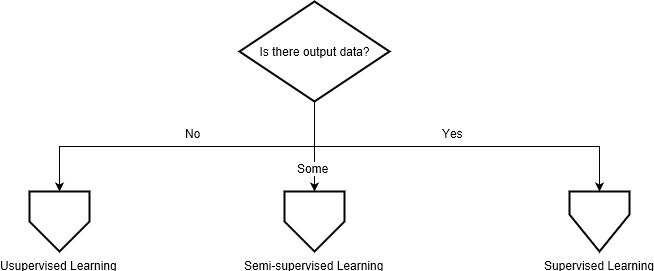 Is there output data?
No
Yes
Some
Usupervised Learning
Semi-supervised Learning
Supervised Learning